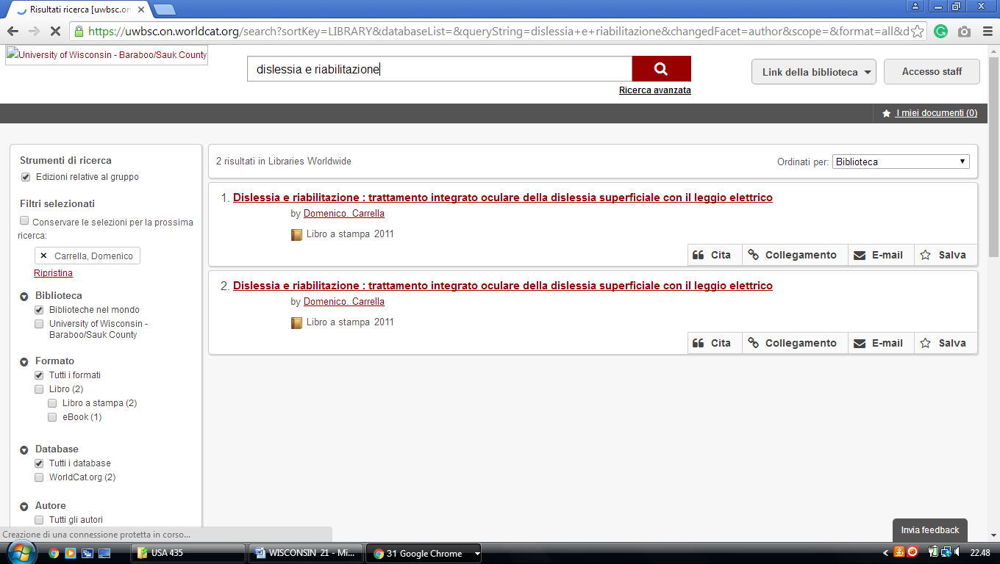 Risultati ricerca [uwbsc.on
https://uwbsc.on.worldcat.org/search?sortKey=LIBRARY&databaseList=&queryString=dislessia+e+riabilitazione&changedFacet=author&scope=&format=all&d
University of Wisconsin - Baraboo/Sauk County
dislessia e riabilitazione
Ricerca avanzata
Link della biblioteca
Accesso staff
I miei documenti (0)
Strumenti di ricerca
Edizioni relative al gruppo
Filtri selezionati
Conservare le selezioni per la prossima
ricerca:
Carrella, Domenico
Ripristina
Biblioteca
Biblioteche nel mondo
University of Wisconsin -
Baraboo/Sauk County
Formato
Tutti i formati
Libro (2)
Libro a stampa (2)
eBook (1)
Database
Tutti i database
WorldCat.org (2)
Autore
Tutti gli autori
2 risultati in Libraries Worldwide
Ordinati per: Biblioteca
1. Dislessia e riabilitazione : trattamento integrato oculare della dislessia superficiale con il leggio elettrico
by Domenico. Carrella
Libro a stampa 2011
Cita Collegamento E-mail Salva
2. Dislessia e riabilitazione : trattamento integrato oculare della dislessia superficiale con il leggio elettrico
by Domenico. Carrella
Libro a stampa 2011
Cita Collegamento E-mail Salva
Invia feedback
Creazione di una connessione protetta in corso...
USA 435
WISCONSIN 21 - Mi...
31 Google Chrome
22.48